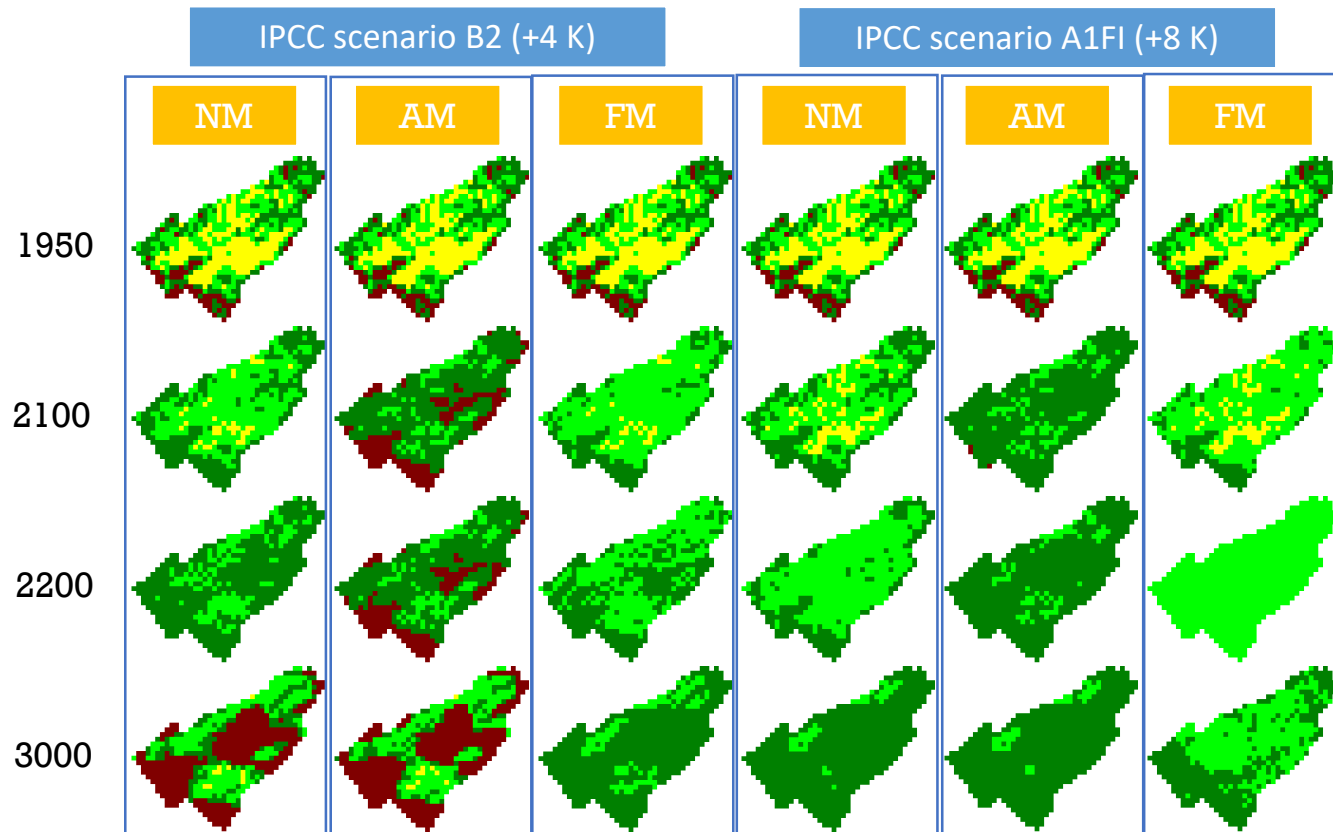 IPCC scenario B2 (+4 K)
IPCC scenario A1FI (+8 K)
NM
AM
FM
NM
AM
FM
1950
2100
2200
3000